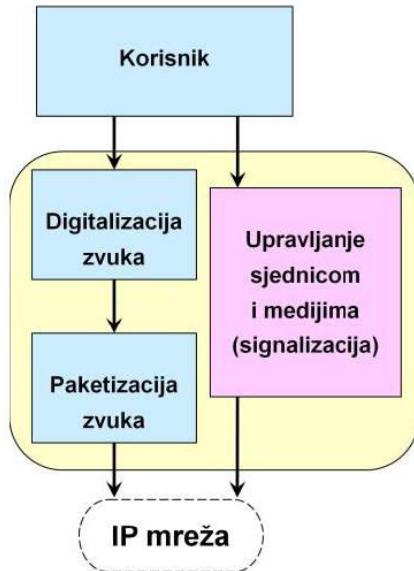 Korisnik
Digitalizacija
zvuka
Upravljanje
sjednicom
i medijima
(signalizacija)
Paketizacija
zvuka
IP mreža